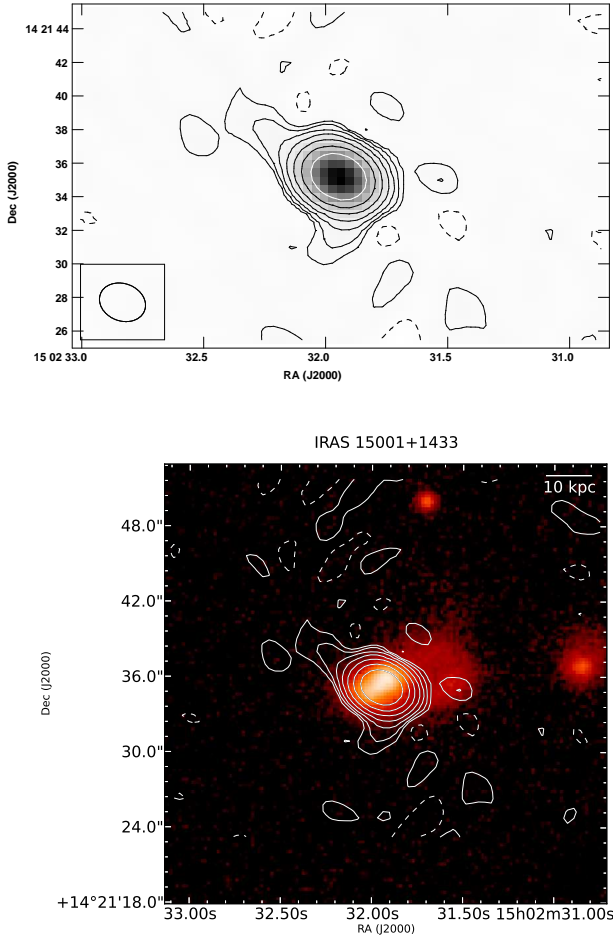 14 21 44
42
40
38
36
34
32
30
28
26
Dec (J2000)
15 02 33.0 32.5 32.0 31.5 31.0
RA (J2000)
IRAS 15001+1433
10 kpc
48.0"
42.0"
36.0"
30.0"
24.0"
+14°21'18.0"
Dec (J2000)
33.00s 32.50s 32.00s 31.50s 15h02m31.00s
RA (J2000)